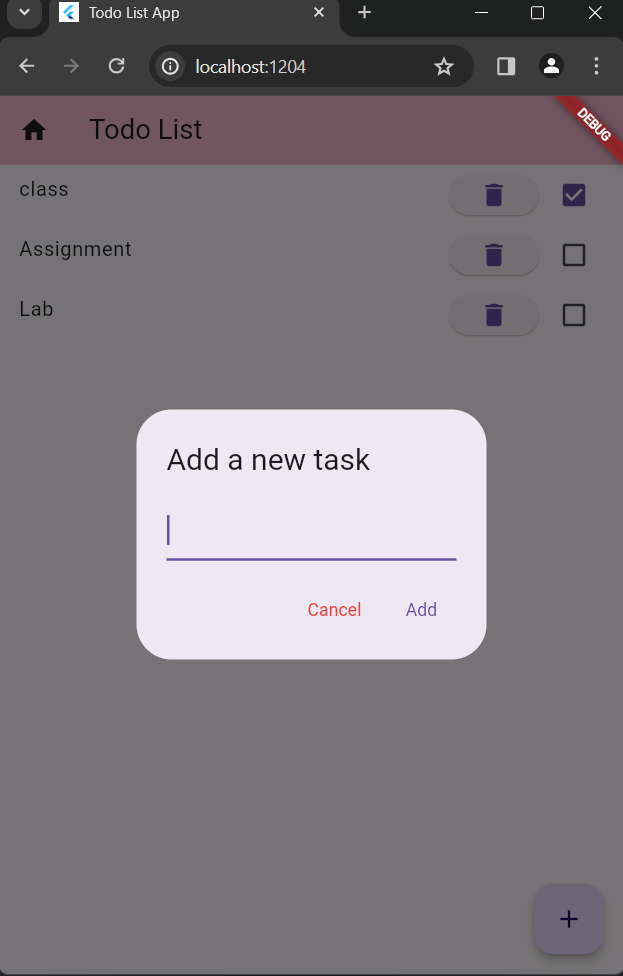 Todo List App
localhost:1204
Todo List
DEBUG
class
Assignment
Lab
Add a new task
Cancel Add